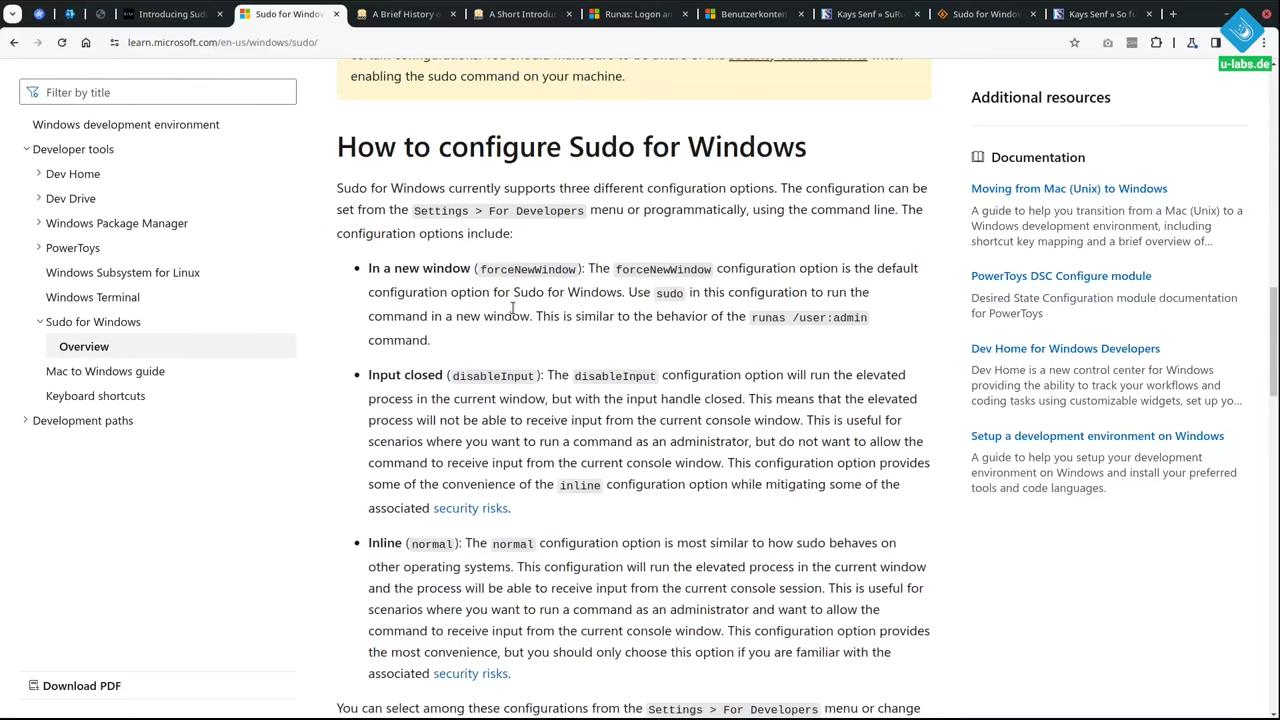 Introducing Sud
Sudo for Window
A Brief History o
A Short Introdu
Runas: Logon an
Benutzerkonten
Kays Senf » SuRu
Sudo for Window
Kays Senf » So f
learn.microsoft.com/en-us/windows/sudo/
u-labs.de
Filter by title
Windows development environment
Developer tools
Dev Home
Dev Drive
Windows Package Manager
PowerToys
Windows Subsystem for Linux
Windows Terminal
Sudo for Windows
Overview
Mac to Windows guide
Keyboard shortcuts
Development paths
Download PDF
enabling the sudo command on your machine.
How to configure Sudo for Windows
Sudo for Windows currently supports three different configuration options. The configuration can be
set from the Settings > For Developers menu or programmatically, using the command line. The
configuration options include:
• In a new window (forceNewWindow): The forceNewWindow configuration option is the default
configuration option for Sudo for Windows. Use sudo in this configuration to run the
command in a new window. This is similar to the behavior of the runas /user:admin
command.
• Input closed (disableInput): The disableInput configuration option will run the elevated
process in the current window, but with the input handle closed. This means that the elevated
process will not be able to receive input from the current console window. This is useful for
scenarios where you want to run a command as an administrator, but do not want to allow the
command to receive input from the current console window. This configuration option provides
some of the convenience of the inline configuration option while mitigating some of the
associated security risks.
• Inline (normal): The normal configuration option is most similar to how sudo behaves on
other operating systems. This configuration will run the elevated process in the current window
and the process will be able to receive input from the current console session. This is useful for
scenarios where you want to run a command as an administrator and want to allow the
command to receive input from the current console window. This configuration option provides
the most convenience, but you should only choose this option if you are familiar with the
associated security risks.
You can select among these configurations from the Settings > For Developers menu or change
Additional resources
Documentation
Moving from Mac (Unix) to Windows
A guide to help you transition from a Mac (Unix) to a
Windows development environment, including
shortcut key mapping and a brief overview of…
PowerToys DSC Configure module
Desired State Configuration module documentation
for PowerToys
Dev Home for Windows Developers
Dev Home is a new control center for Windows
providing the ability to track your workflows and
coding tasks using customizable widgets, set up yo…
Setup a development environment on Windows
A guide to help you setup your development
environment on Windows and install your preferred
tools and code languages.